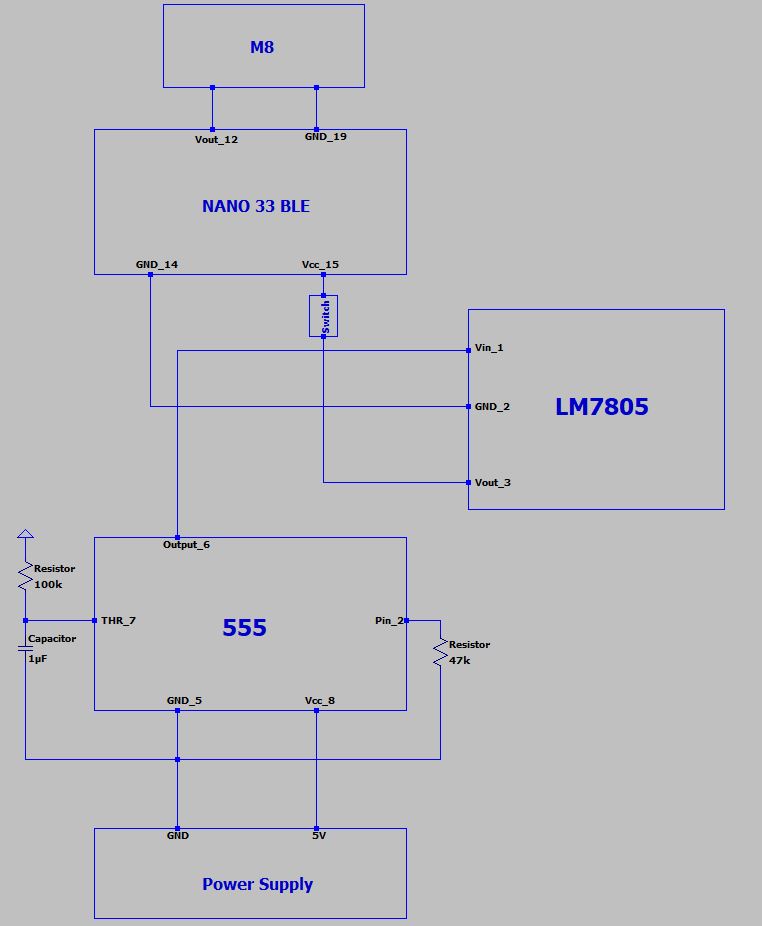 M8
Vout_12
GND_19
NANO 33 BLE
GND_14
Vcc_15
Switch
Vin_1
GND_2
LM7805
Vout_3
Output_6
Resistor
100k
THR_7
555
Pin_2
Capacitor
1µF
Resistor
47k
GND_5
Vcc_8
GND
5V
Power Supply